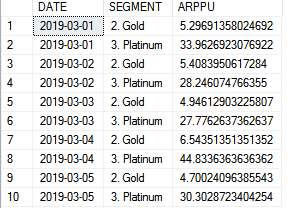 DATE SEGMENT ARPPU
1 2019-03-01 2. Gold 5.29691358024692
2 2019-03-01 3. Platinum 33.9626923076922
3 2019-03-02 2. Gold 5.4083950617284
4 2019-03-02 3. Platinum 28.246074766355
5 2019-03-03 2. Gold 4.94612903225807
6 2019-03-03 3. Platinum 27.7762637362637
7 2019-03-04 2. Gold 6.54351351351352
8 2019-03-04 3. Platinum 44.8336363636362
9 2019-03-05 2. Gold 4.70024096385543
10 2019-03-05 3. Platinum 30.3028723404254